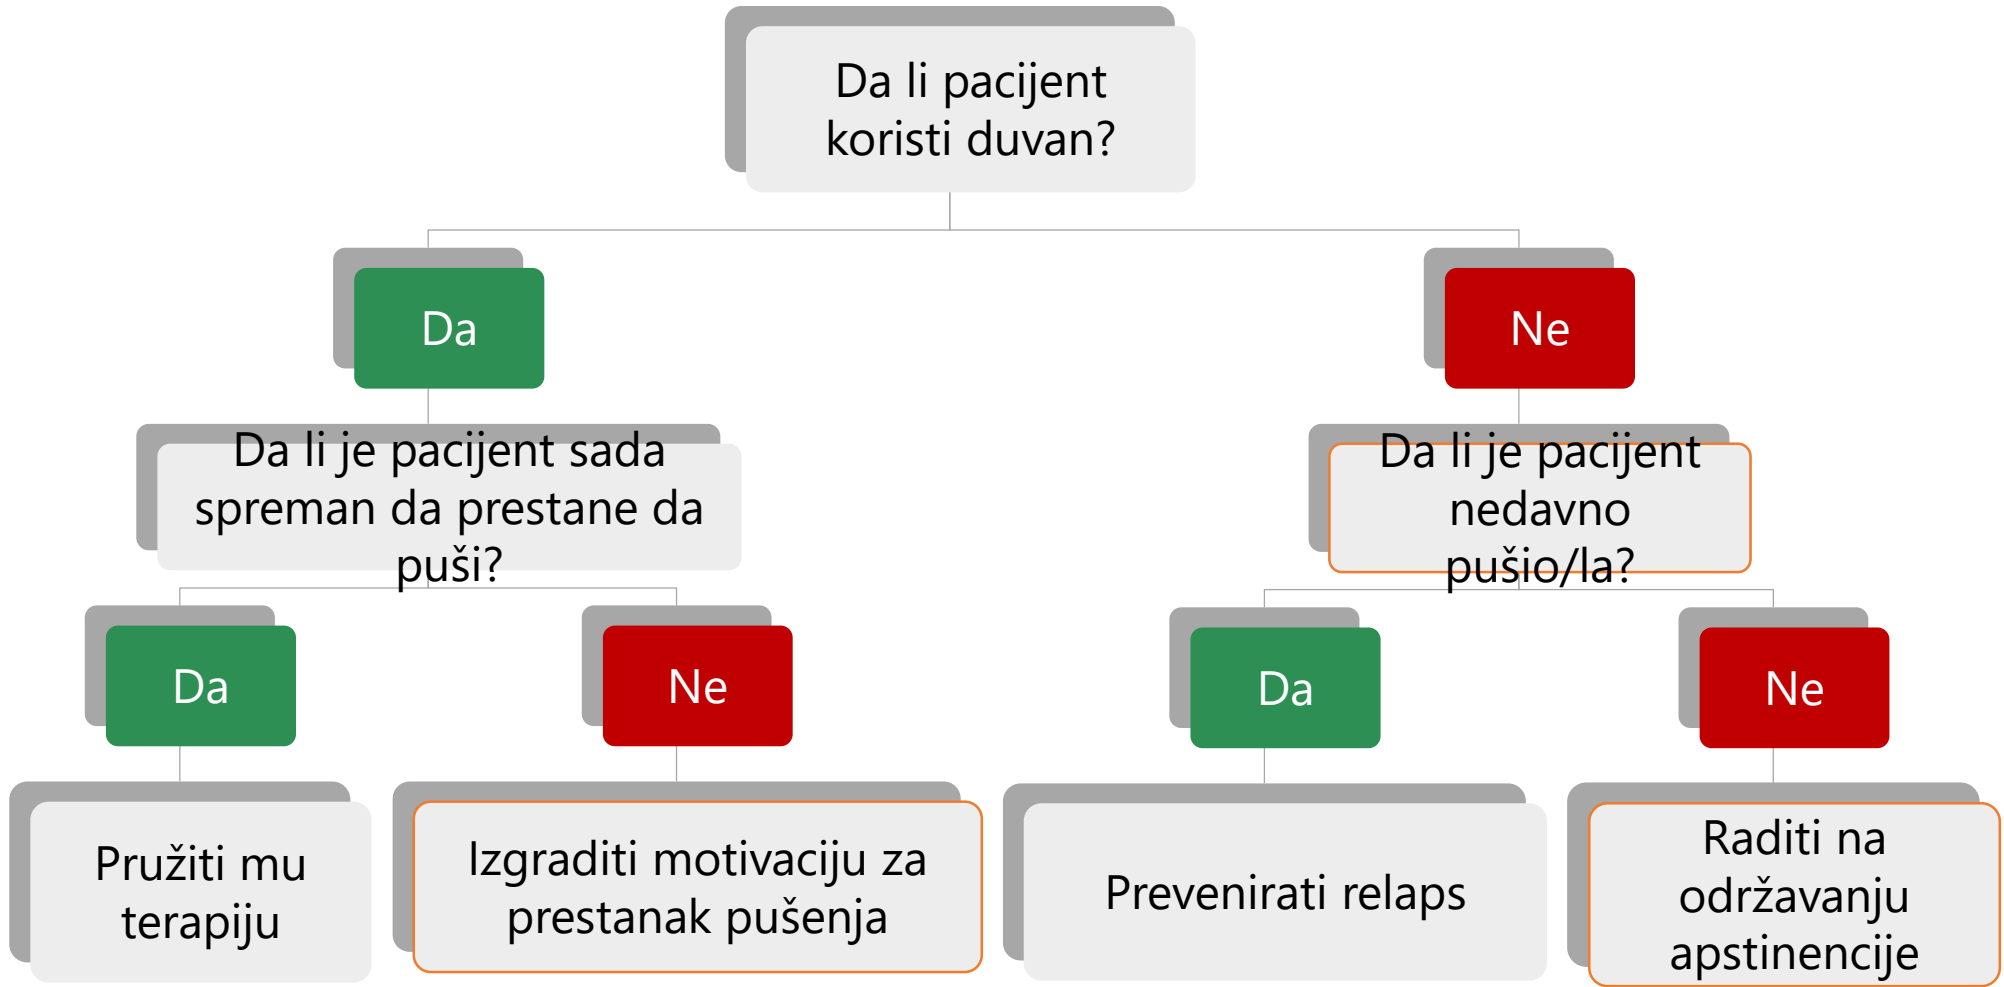 Da li pacijent
koristi duvan?
Da
Ne
Da li je pacijent sada
spreman da prestane da
puši?
Da li je pacijent
nedavno
pušio/la?
Da
Ne
Da
Ne
Pružiti mu
terapiju
Izgraditi motivaciju za
prestanak pušenja
Prevenirati relaps
Raditi na
održavanju
apstinencije